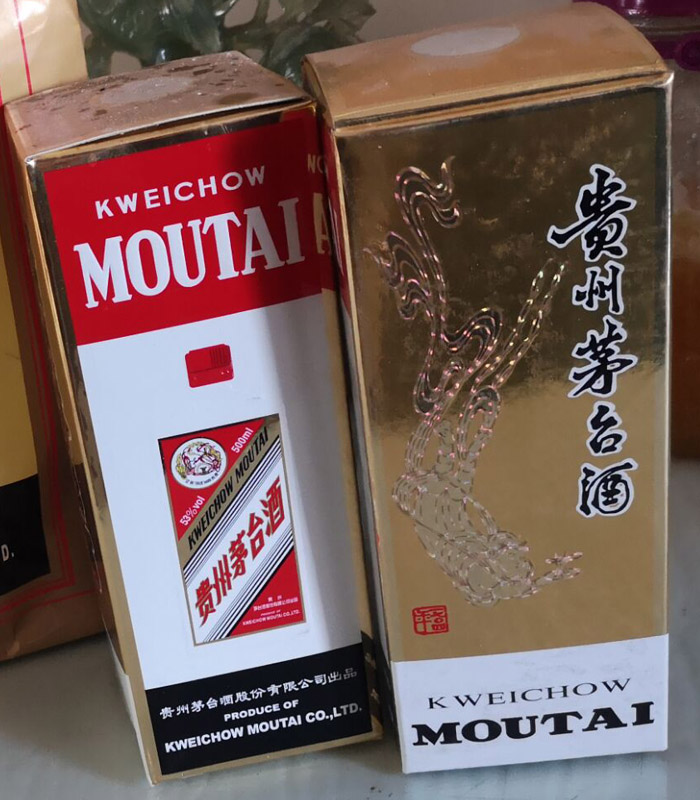 KWEICHOW
MOUTAI
500ml
53%vol
KWEICHOW MOUTAI
贵州茅台酒
贵州茅台酒股份有限公司出品
PRODUCE OF
KWEICHOW MOUTAI CO.,LTD.
貴州茅台酒
KWEICHOW
MOUTAI
D.